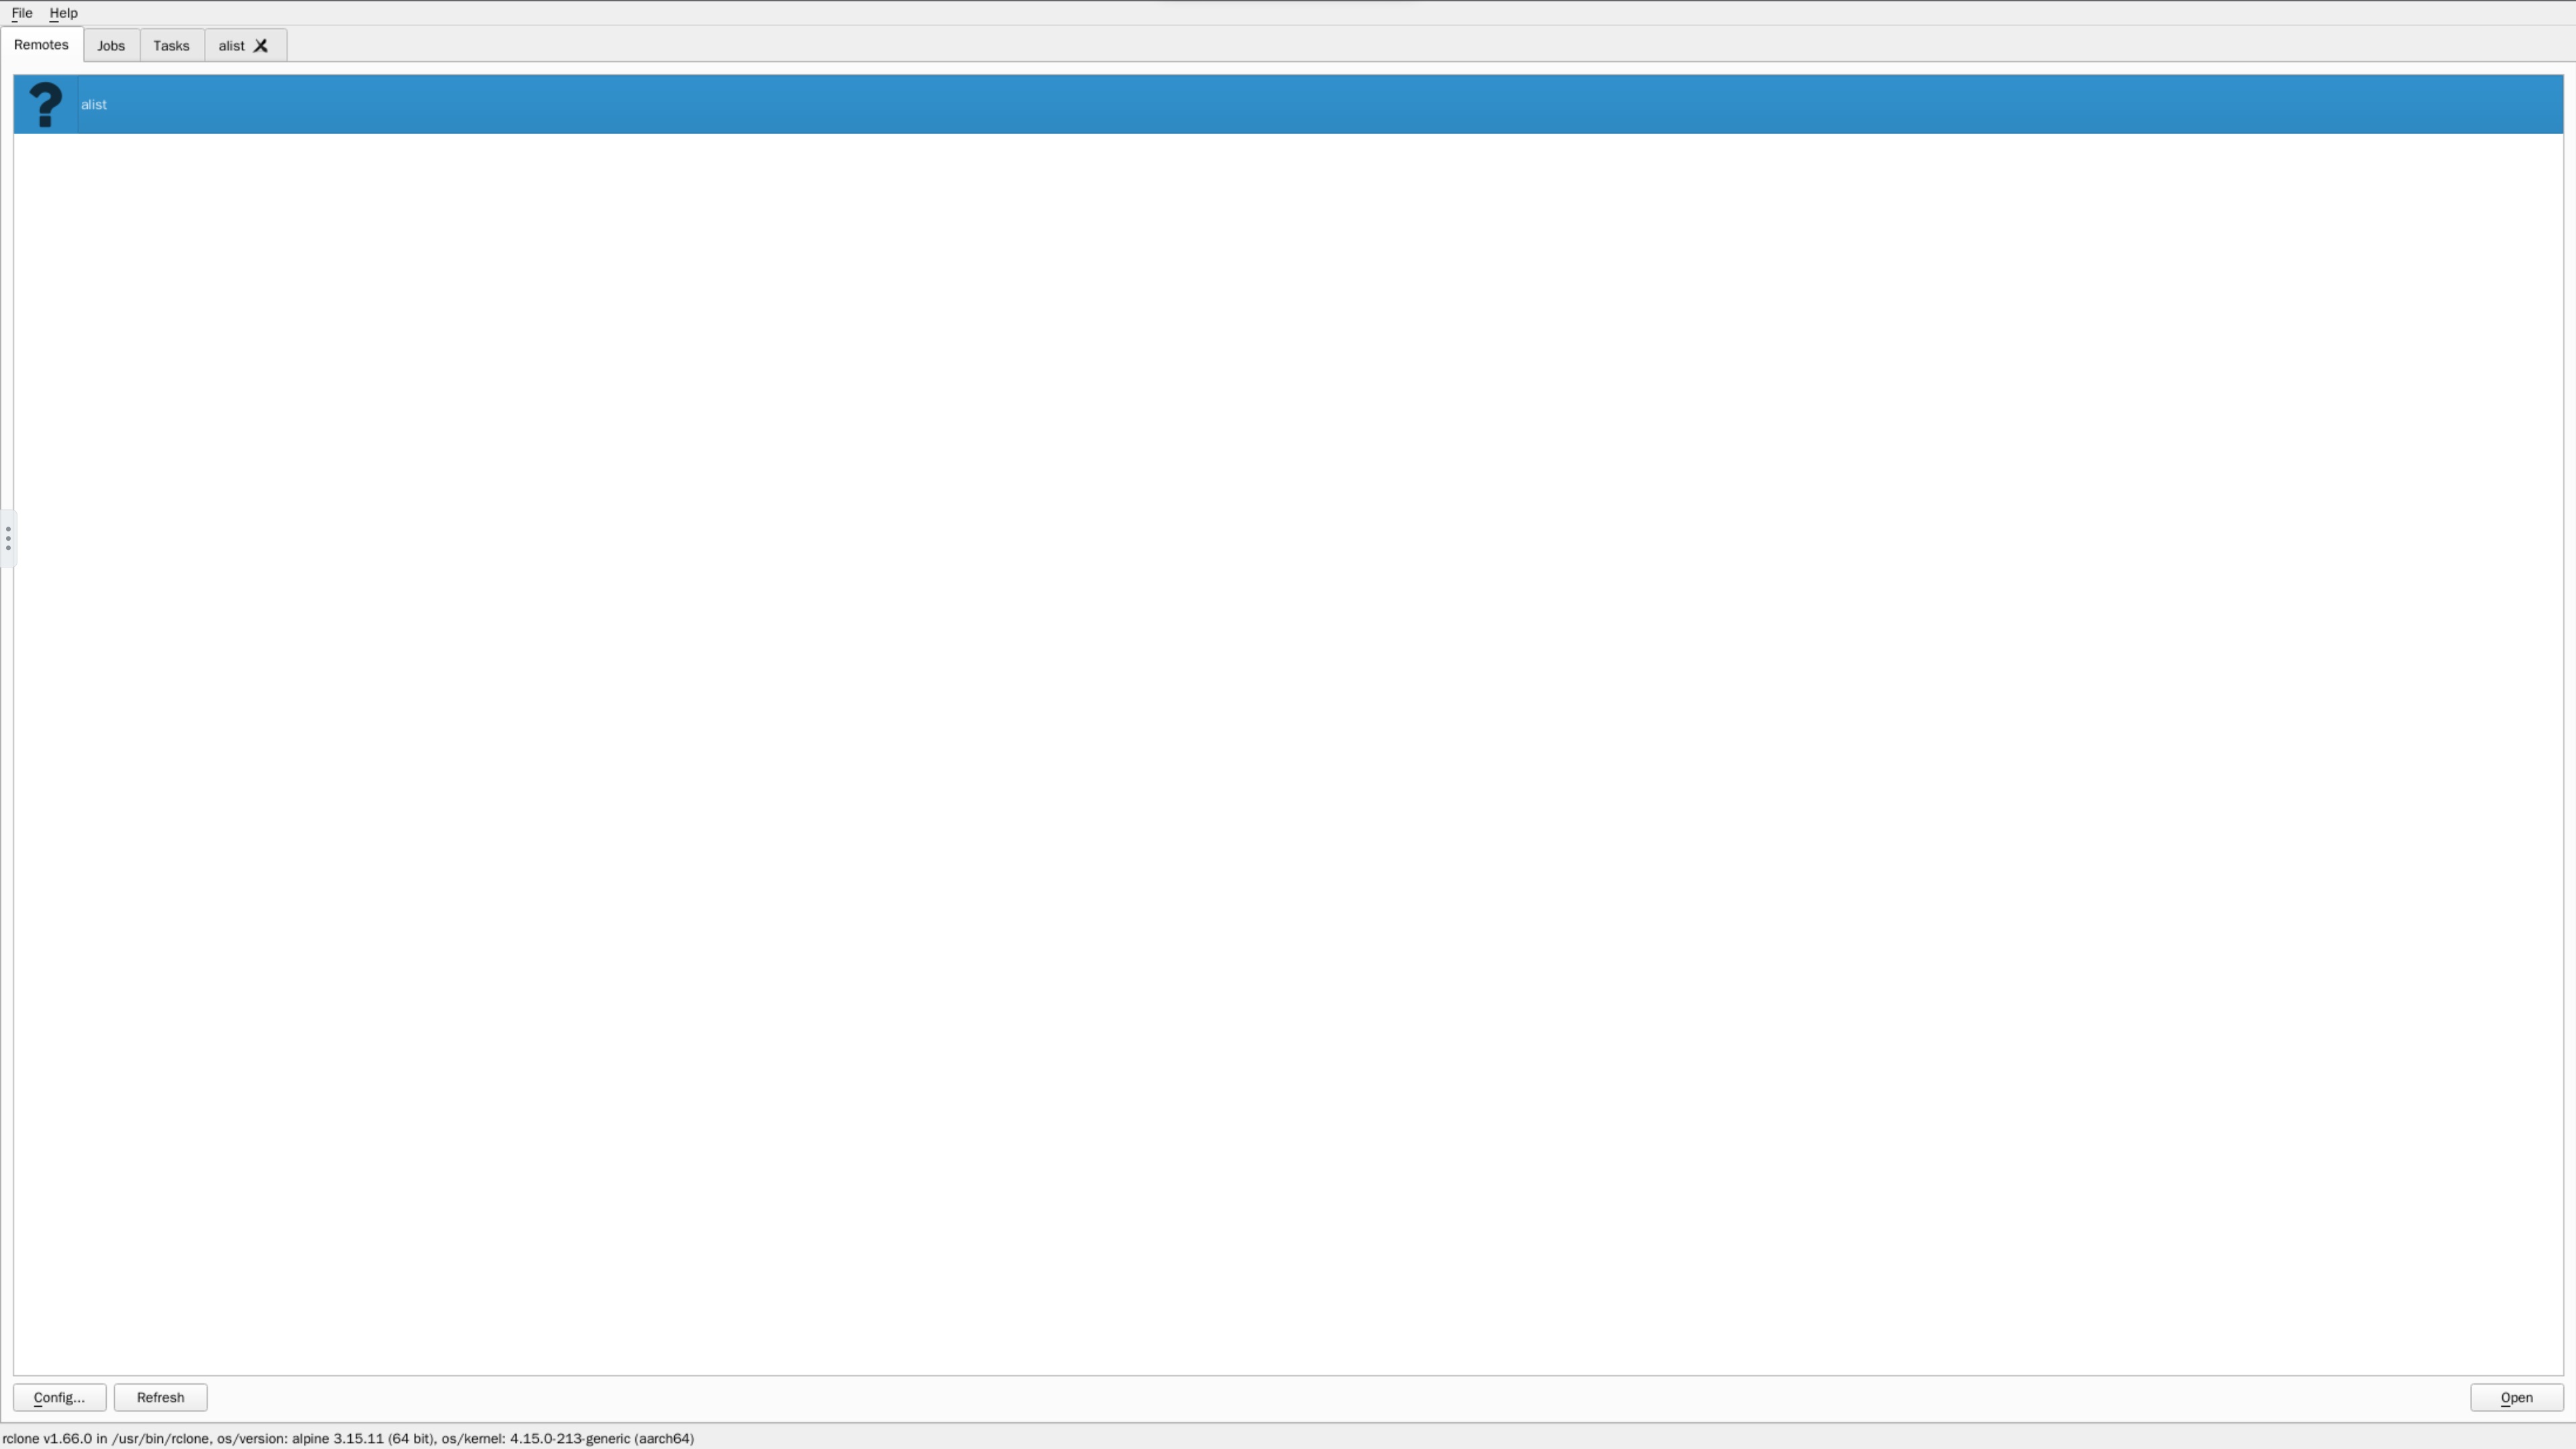 File Help
Remotes Jobs Tasks alist
alist
Config... Refresh Open
rclone v1.66.0 in /usr/bin/rclone, os/version: alpine 3.15.11 (64 bit), os/kernel: 4.15.0-213-generic (aarch64)